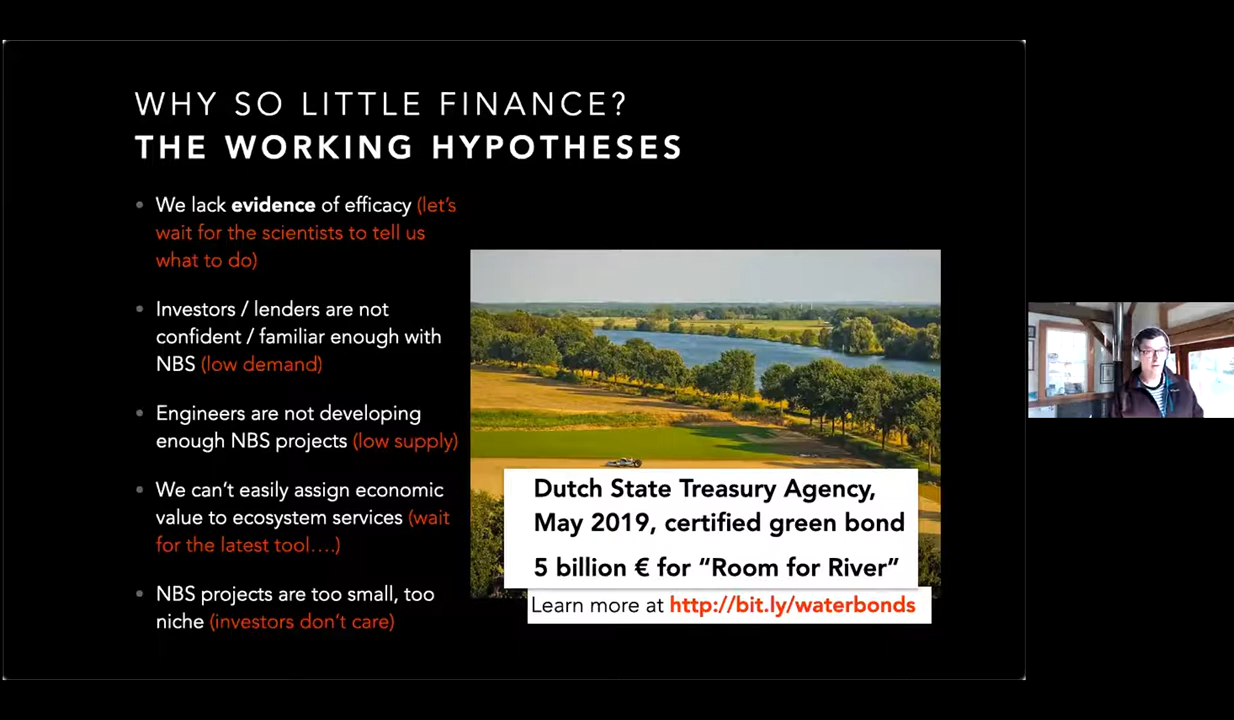 WHY SO LITTLE FINANCE?
THE WORKING HYPOTHESES
• We lack evidence of efficacy (let's
wait for the scientists to tell us
what to do)
• Investors / lenders are not
confident / familiar enough with
NBS (low demand)
• Engineers are not developing
enough NBS projects (low supply)
• We can't easily assign economic
value to ecosystem services (wait
for the latest tool....)
• NBS projects are too small, too
niche (investors don't care)
Dutch State Treasury Agency,
May 2019, certified green bond
5 billion € for “Room for River”
Learn more at http://bit.ly/waterbonds